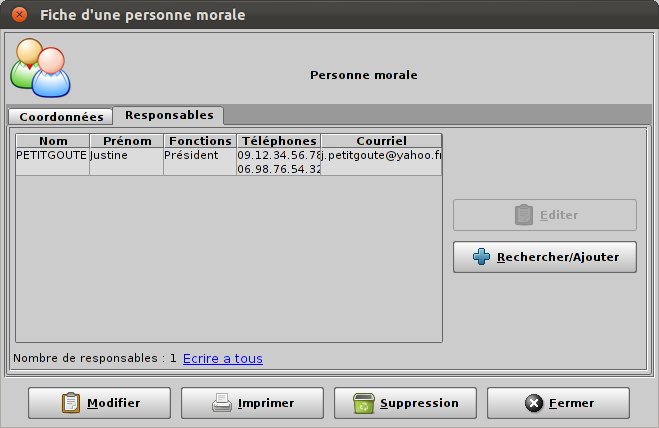 Fiche d'une personne morale
Personne morale
Coordonnées Responsables
Nom Prénom Fonctions Téléphones Courriel
PETITGOUTE Justine Président 09.12.34.56.78 j.petitgoute@yahoo.fr
06.98.76.54.32
Editer
Rechercher/Ajouter
Nombre de responsables : 1 Ecrire a tous
Modifier Imprimer Suppression Fermer